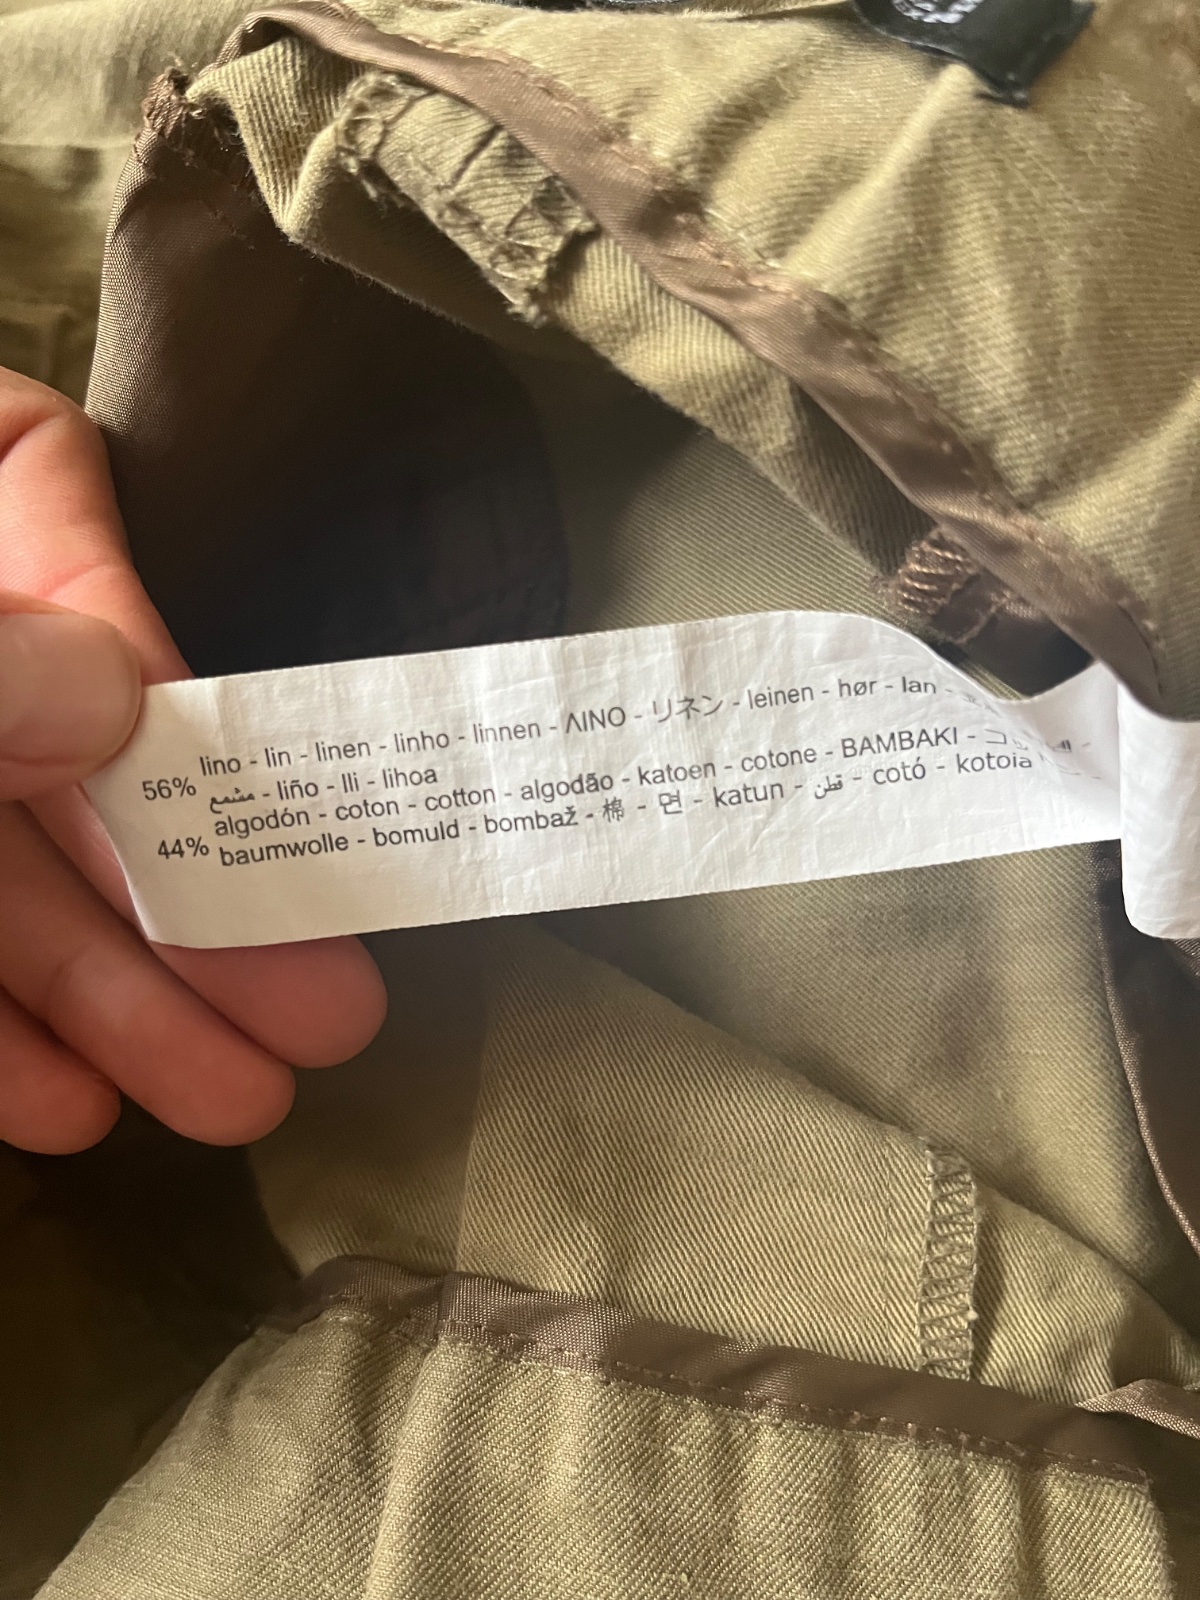 56% lino - lin - linen - linho - linnen - ΛΙΝΟ - リネン - leinen - hør - lan -
مشمع - liño - lli - lihoa
44% algodón - coton - cotton - algodão - katoen - cotone - BAMBAKI -
baumwolle - bomuld - bombaž - 棉 - 면 - katun - قطن - cotó - kotoia